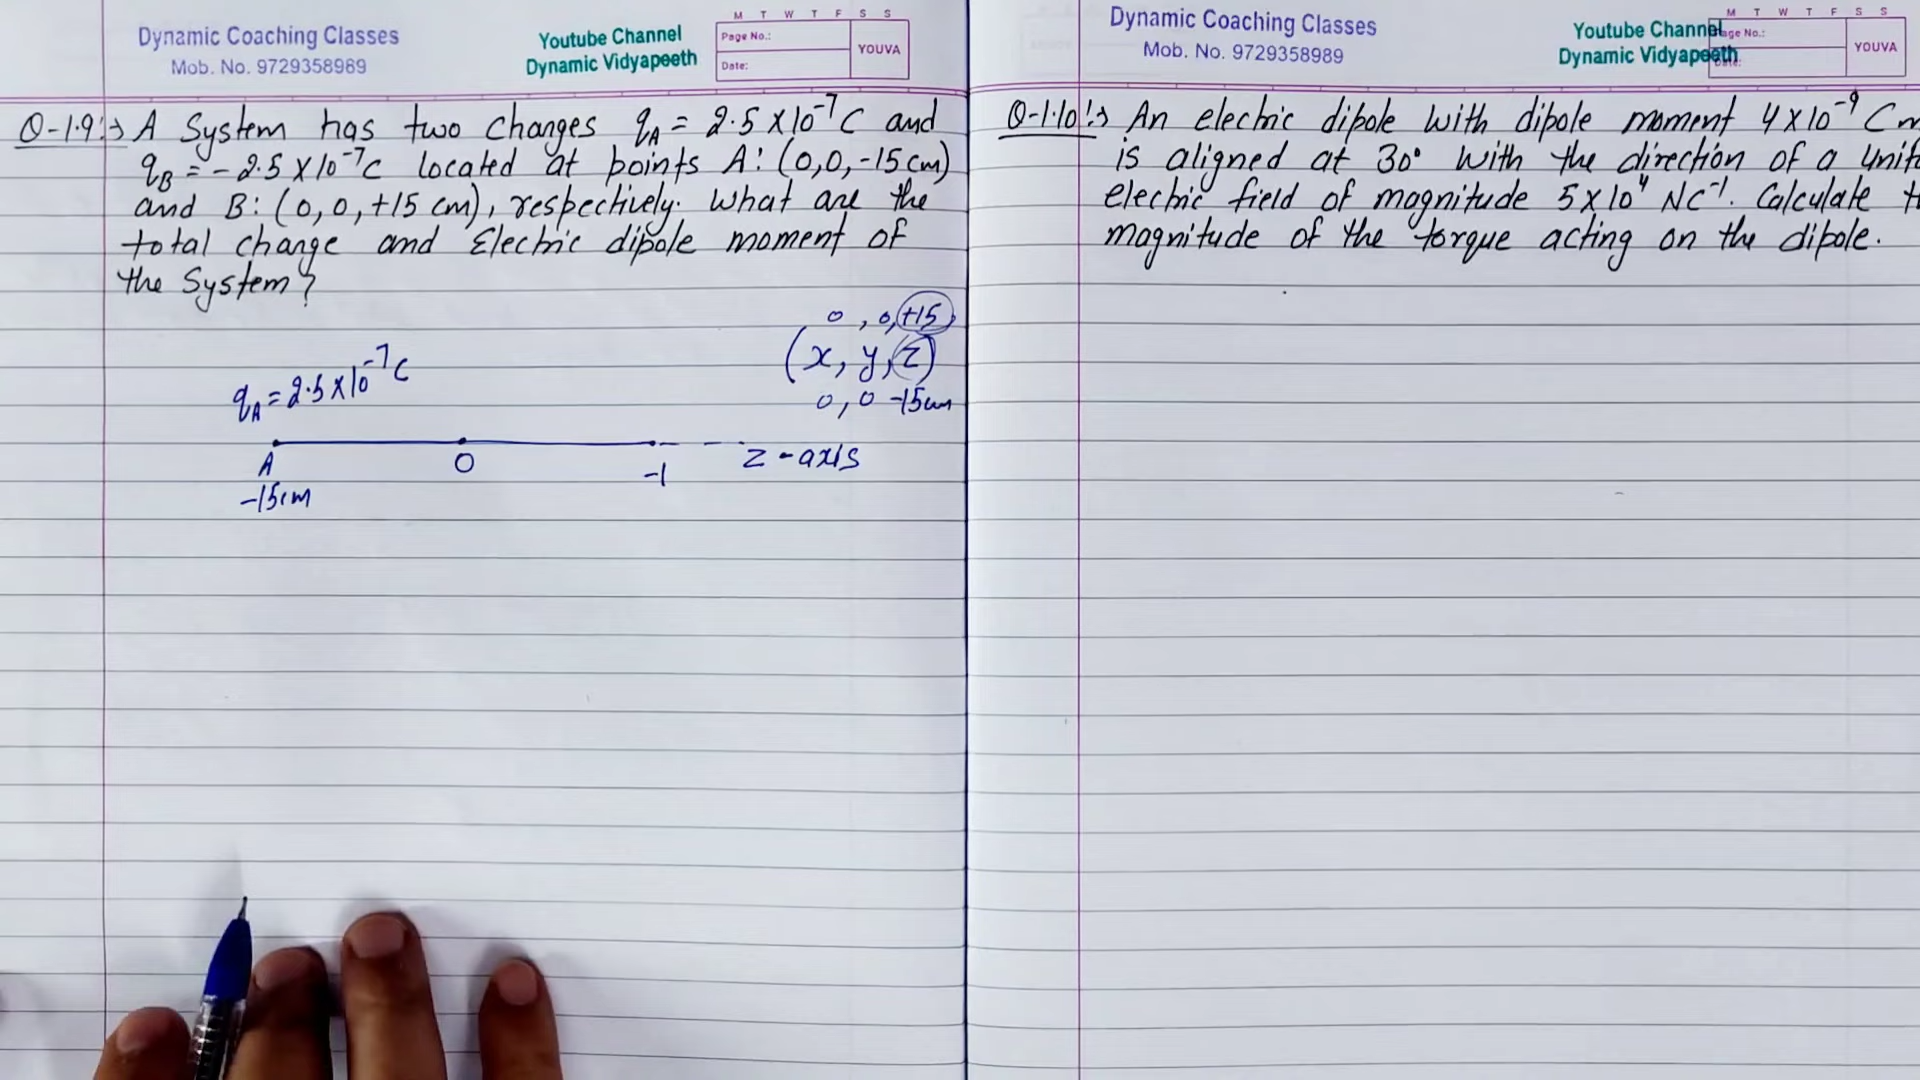 Dynamic Coaching Classes
Mob. No. 9729358969
Youtube Channel
Dynamic Vidyapeeth
M T W T F S S
Page No.:
Date:
YOUVA
Q-1.9:→ A System has two charges qA = 2.5 x 10⁻⁷ C and
qB = -2.5 x 10⁻⁷ C located at points A: (0,0,-15 cm)
and B: (0, 0, +15 cm), respectively. What are the
total charge and Electric dipole moment of
the System?
0, 0, +15
(x, y, z)
0, 0 -15cm
qA = 2.5 x 10⁻⁷ C
A
O
-1
Z-axis
-15cm
Dynamic Coaching Classes
Mob. No. 9729358989
Youtube Channel
Dynamic Vidyapeeth
M T W T F S S
age No.:
YOUVA
Q-1.10:→ An electric dipole with dipole moment 4 x 10⁻⁹ C m
is aligned at 30° with the direction of a unif
electric field of magnitude 5 x 10⁴ NC⁻¹. Calculate t
magnitude of the torque acting on the dipole.